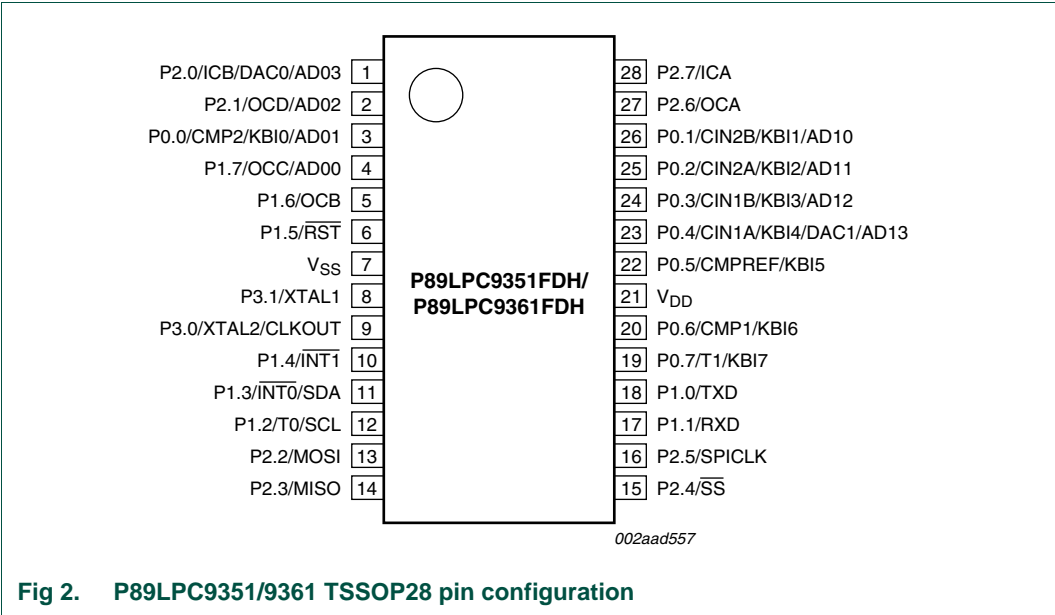 P2.0/ICB/DAC0/AD03 1
P2.1/OCD/AD02 2
P0.0/CMP2/KBI0/AD01 3
P1.7/OCC/AD00 4
P1.6/OCB 5
P1.5/R̅S̅T̅ 6
VSS 7
P3.1/XTAL1 8
P3.0/XTAL2/CLKOUT 9
P1.4/I̅N̅T̅1̅ 10
P1.3/I̅N̅T̅0̅/SDA 11
P1.2/T0/SCL 12
P2.2/MOSI 13
P2.3/MISO 14
P89LPC9351FDH/
P89LPC9361FDH
28 P2.7/ICA
27 P2.6/OCA
26 P0.1/CIN2B/KBI1/AD10
25 P0.2/CIN2A/KBI2/AD11
24 P0.3/CIN1B/KBI3/AD12
23 P0.4/CIN1A/KBI4/DAC1/AD13
22 P0.5/CMPREF/KBI5
21 VDD
20 P0.6/CMP1/KBI6
19 P0.7/T1/KBI7
18 P1.0/TXD
17 P1.1/RXD
16 P2.5/SPICLK
15 P2.4/S̅S̅
002aad557
Fig 2. P89LPC9351/9361 TSSOP28 pin configuration